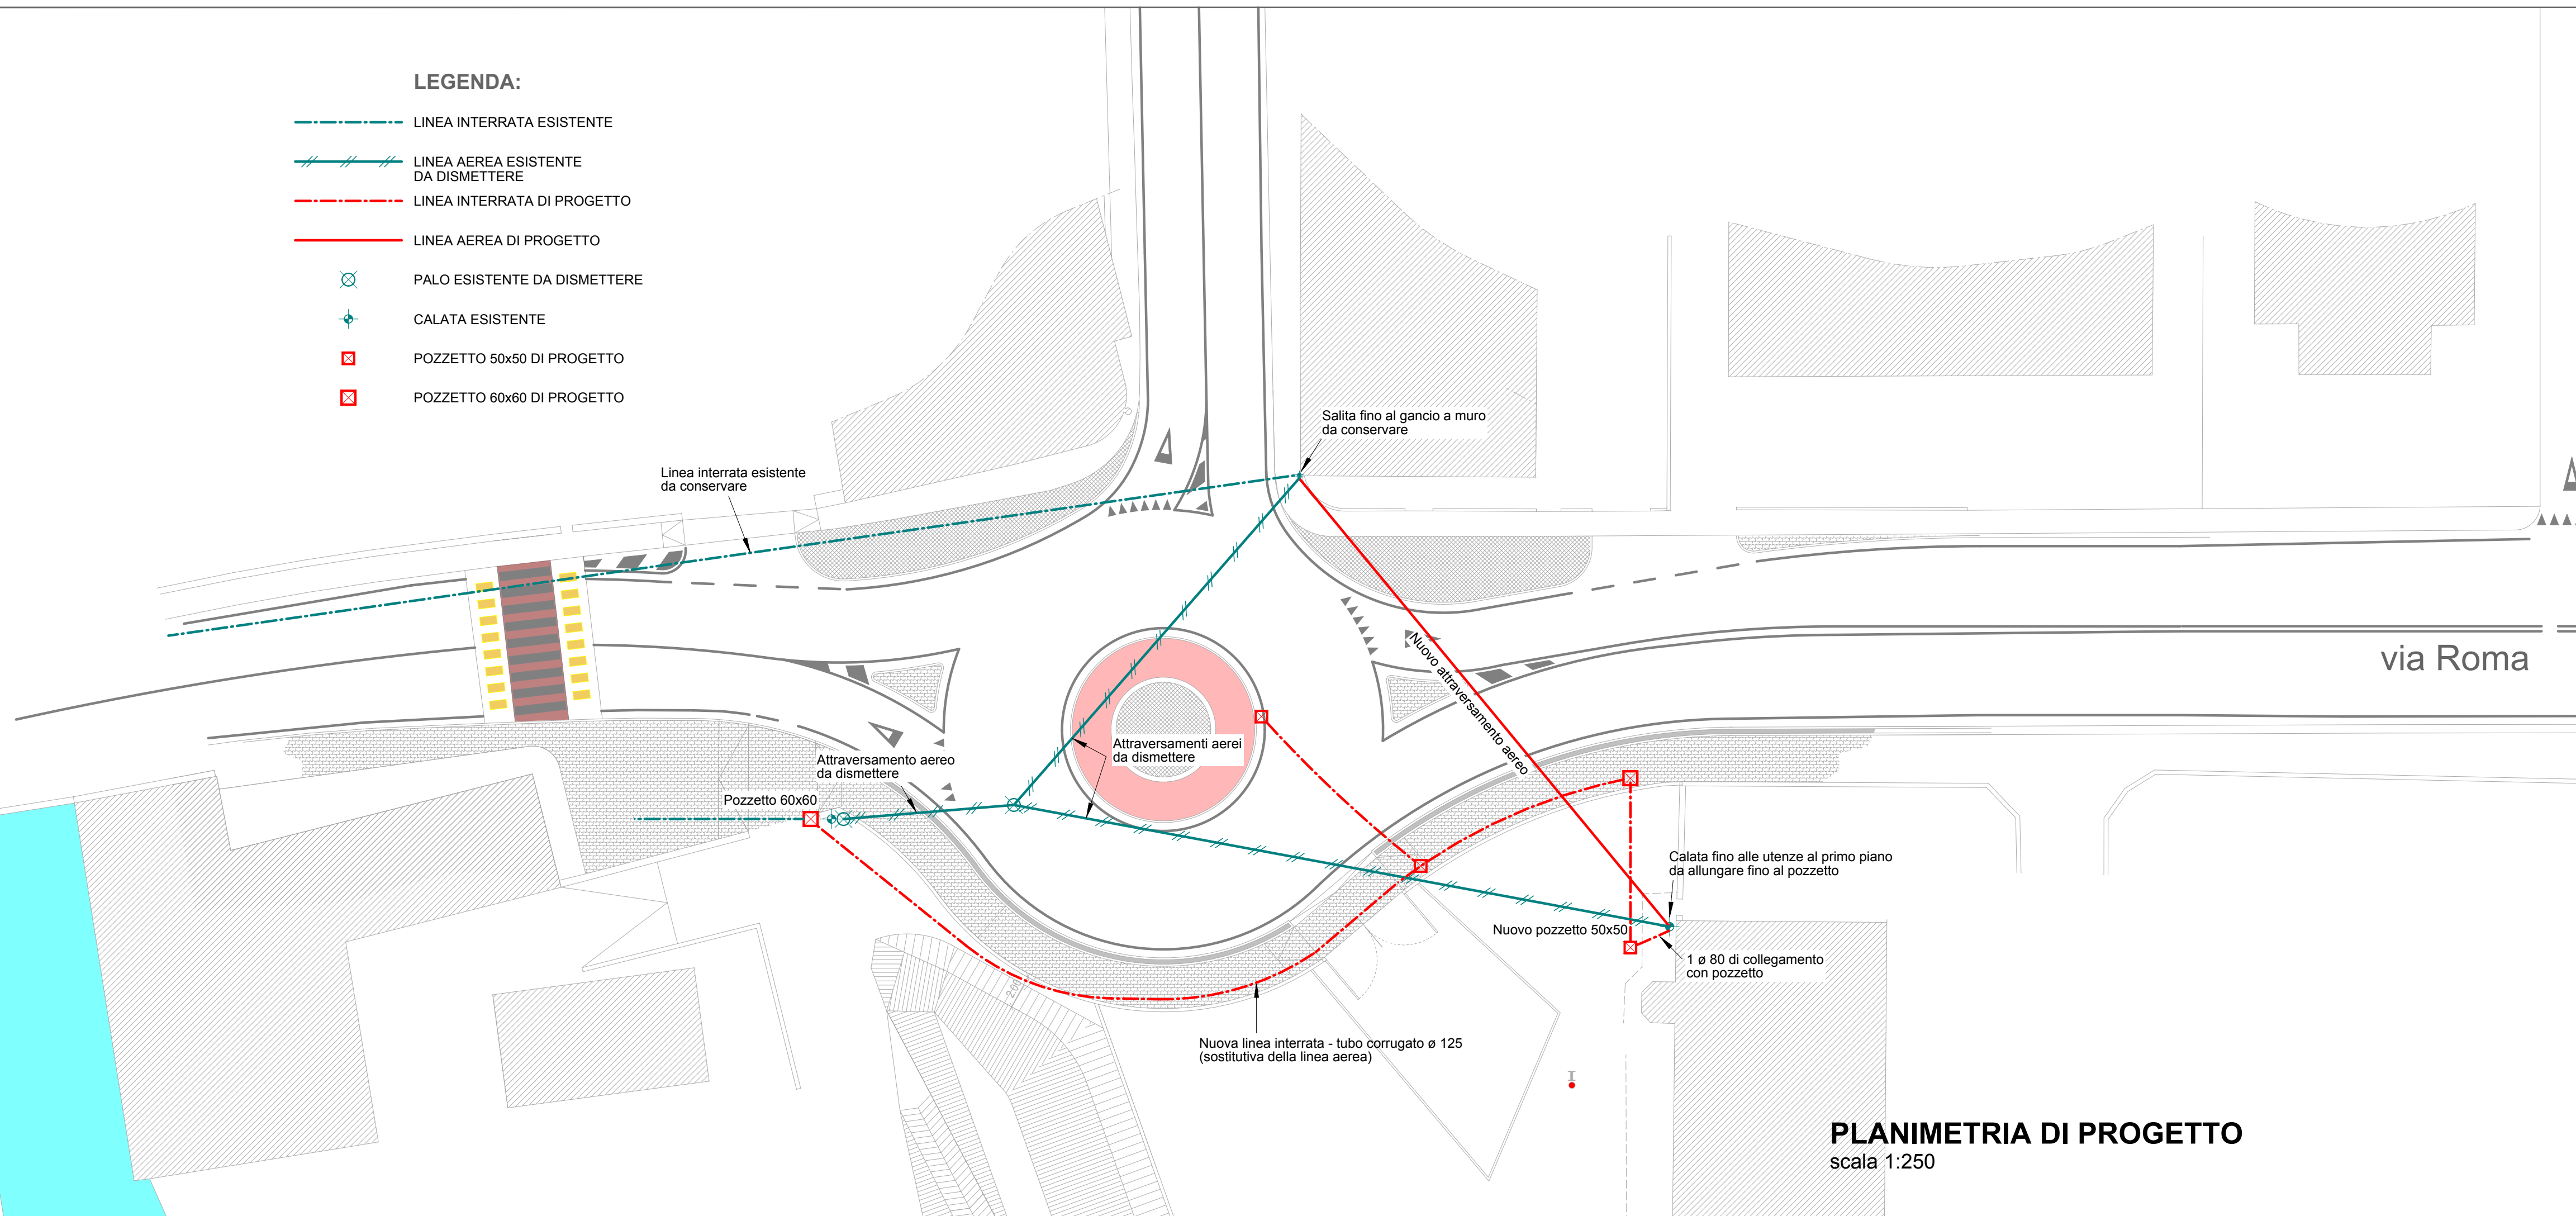 LEGENDA:
LINEA INTERRATA ESISTENTE
LINEA AEREA ESISTENTE
DA DISMETTERE
LINEA INTERRATA DI PROGETTO
LINEA AEREA DI PROGETTO
PALO ESISTENTE DA DISMETTERE
CALATA ESISTENTE
POZZETTO 50x50 DI PROGETTO
POZZETTO 60x60 DI PROGETTO
Salita fino al gancio a muro
da conservare
Linea interrata esistente
da conservare
Nuovo attraversamento aereo
via Roma
Attraversamenti aerei
da dismettere
Attraversamento aereo
da dismettere
Pozzetto 60x60
Calata fino alle utenze al primo piano
da allungare fino al pozzetto
Nuovo pozzetto 50x50
1 ø 80 di collegamento
con pozzetto
Nuova linea interrata - tubo corrugato ø 125
(sostitutiva della linea aerea)
I
PLANIMETRIA DI PROGETTO
scala 1:250